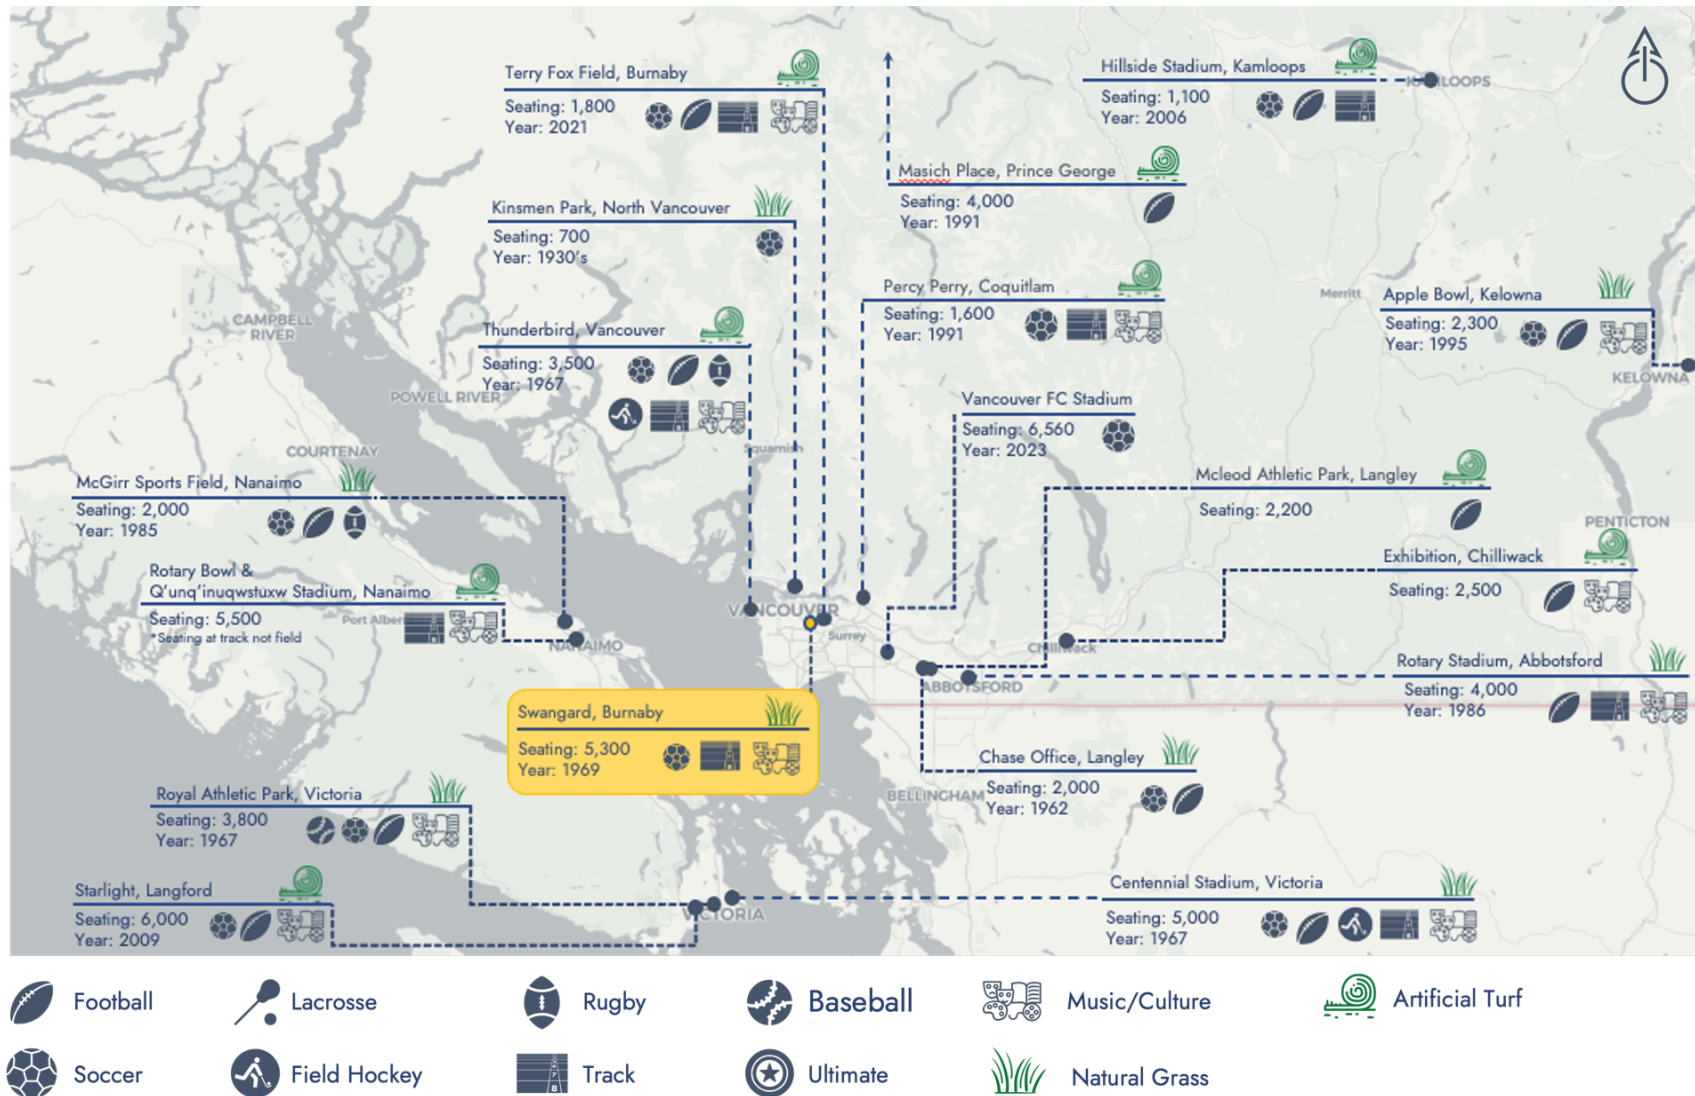 Terry Fox Field, Burnaby
Seating: 1,800
Year: 2021
Hillside Stadium, Kamloops
Seating: 1,100
Year: 2006
KAMLOOPS
Masich Place, Prince George
Seating: 4,000
Year: 1991
Kinsmen Park, North Vancouver
Seating: 700
Year: 1930's
Percy Perry, Coquitlam
Seating: 1,600
Year: 1991
Merritt
Apple Bowl, Kelowna
Seating: 2,300
Year: 1995
KELOWNA
CAMPBELL
RIVER
Thunderbird, Vancouver
Seating: 3,500
Year: 1967
POWELL RIVER
Vancouver FC Stadium
Seating: 6,560
Year: 2023
Squamish
COURTENAY
McGirr Sports Field, Nanaimo
Seating: 2,000
Year: 1985
Mcleod Athletic Park, Langley
Seating: 2,200
PENTICTON
Exhibition, Chilliwack
Seating: 2,500
Rotary Bowl &
Q'unq'inuqwstuxw Stadium, Nanaimo
Seating: 5,500
*Seating at track not field
Port Alberni
NANAIMO
VANCOUVER
Surrey
Chilliwack
ABBOTSFORD
Rotary Stadium, Abbotsford
Seating: 4,000
Year: 1986
Swangard, Burnaby
Seating: 5,300
Year: 1969
Chase Office, Langley
Seating: 2,000
Year: 1962
BELLINGHAM
Royal Athletic Park, Victoria
Seating: 3,800
Year: 1967
Starlight, Langford
Seating: 6,000
Year: 2009
VICTORIA
Centennial Stadium, Victoria
Seating: 5,000
Year: 1967
Football
Lacrosse
Rugby
Baseball
Music/Culture
Artificial Turf
Soccer
Field Hockey
Track
Ultimate
Natural Grass